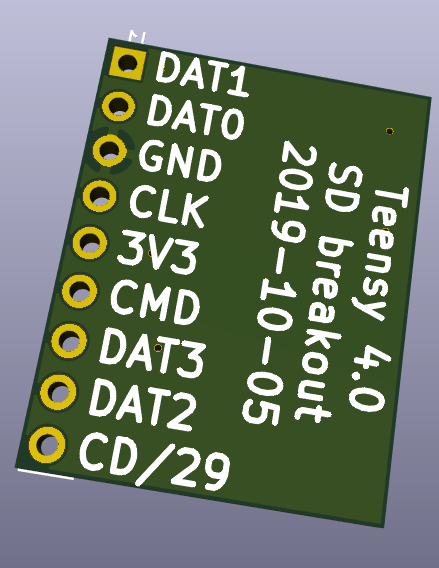 DAT1
DAT0
GND
CLK
3V3
CMD
DAT3
DAT2
CD/29
Teensy 4.0
SD breakout
2019-10-05